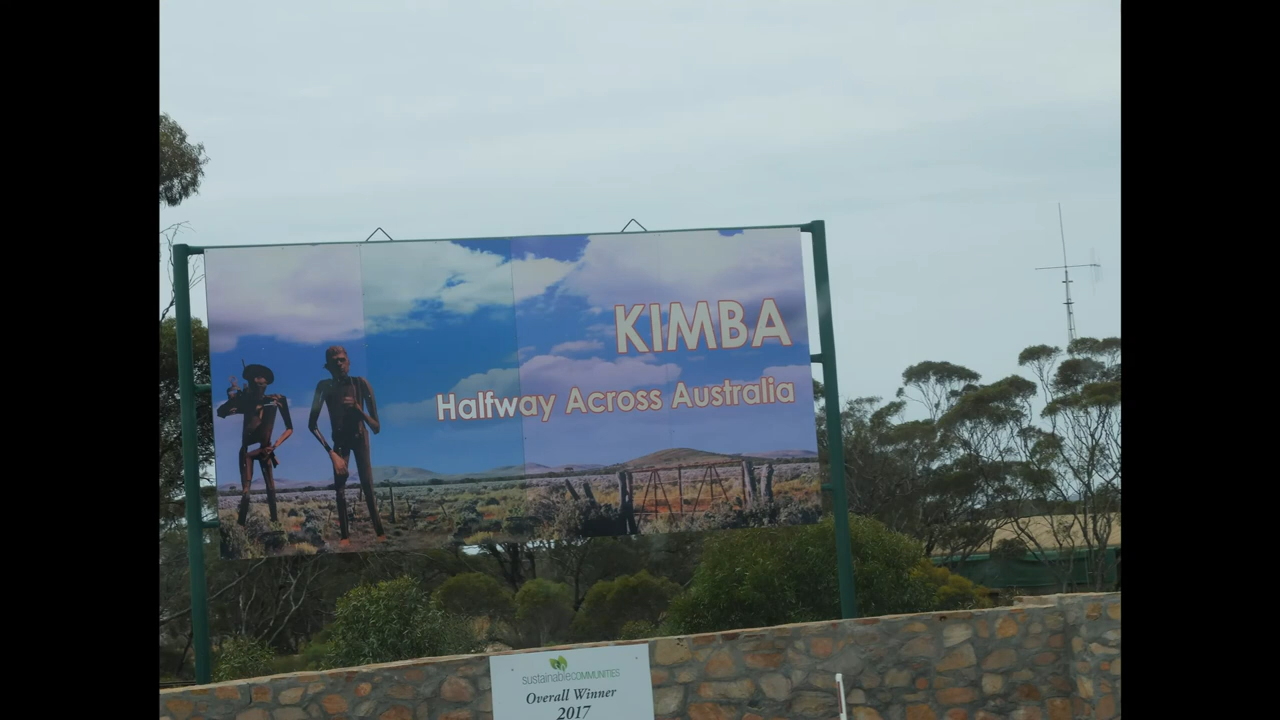 KIMBA
Halfway Across Australia
sustainableCOMMUNITIES
Overall Winner
2017